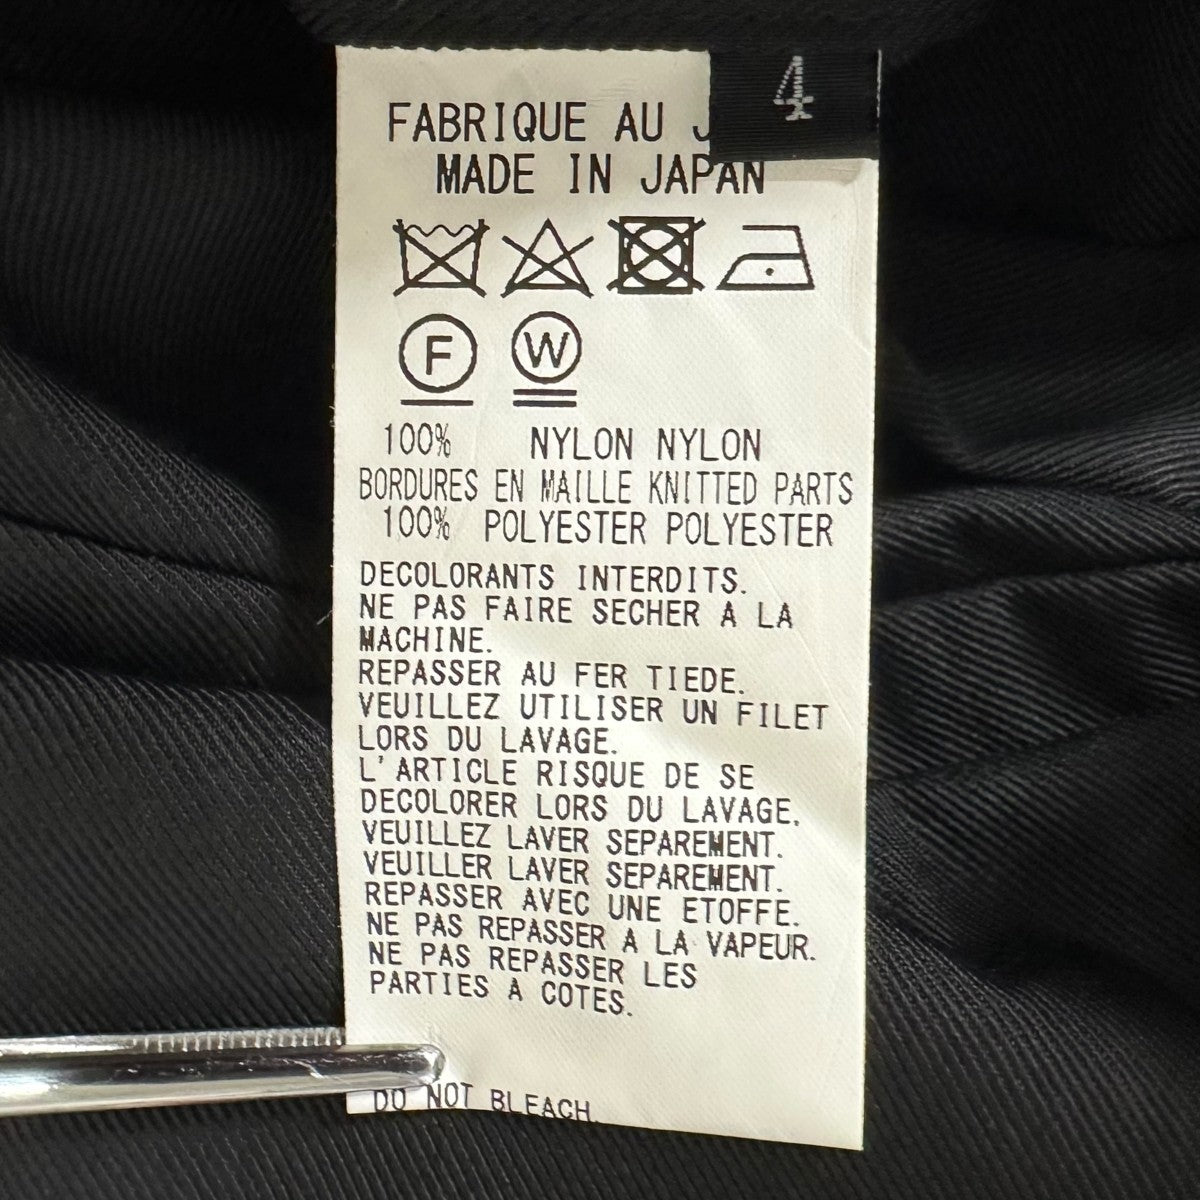 4
FABRIQUE AU
MADE IN JAPAN
F W
100% NYLON NYLON
BORDURES EN MAILLE KNITTED PARTS
100% POLYESTER POLYESTER
DECOLORANTS INTERDITS.
NE PAS FAIRE SECHER A LA
MACHINE.
REPASSER AU FER TIEDE.
VEUILLEZ UTILISER UN FILET
LORS DU LAVAGE.
L'ARTICLE RISQUE DE SE
DECOLORER LORS DU LAVAGE.
VEUILLEZ LAVER SEPAREMENT.
VEUILLER LAVER SEPAREMENT.
REPASSER AVEC UNE ETOFFE.
NE PAS REPASSER A LA VAPEUR.
NE PAS REPASSER LES
PARTIES A COTES.
DO NOT BLEACH.